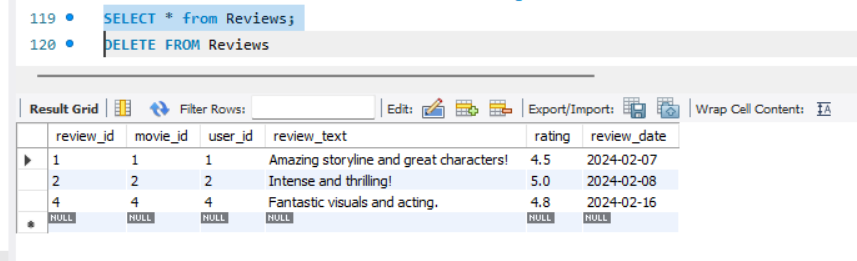 119 SELECT * from Reviews;
120 DELETE FROM Reviews
Result Grid Filter Rows: Edit: Export/Import: Wrap Cell Content:
review_id movie_id user_id review_text rating review_date
1 1 1 Amazing storyline and great characters! 4.5 2024-02-07
2 2 2 Intense and thrilling! 5.0 2024-02-08
4 4 4 Fantastic visuals and acting. 4.8 2024-02-16
NULL NULL NULL NULL NULL NULL